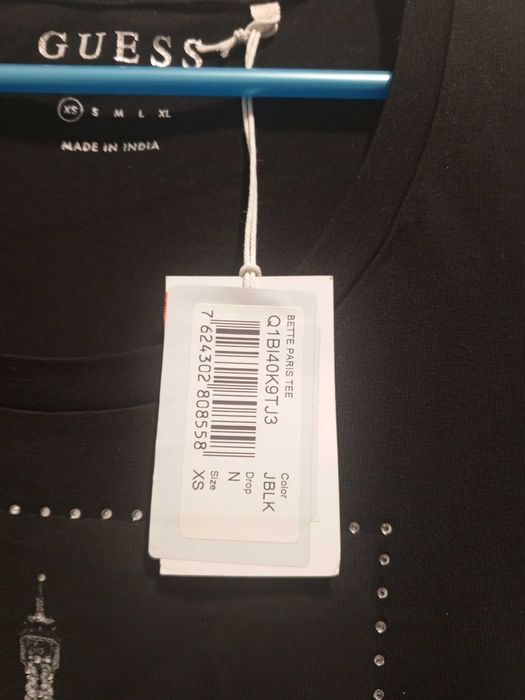 GUESS
XS S M L XL
MADE IN INDIA
BETTE PARIS TEE
Q1BI40K9TJ3
7 624302 808558
Color
JBLK
Drop
N
Size
XS